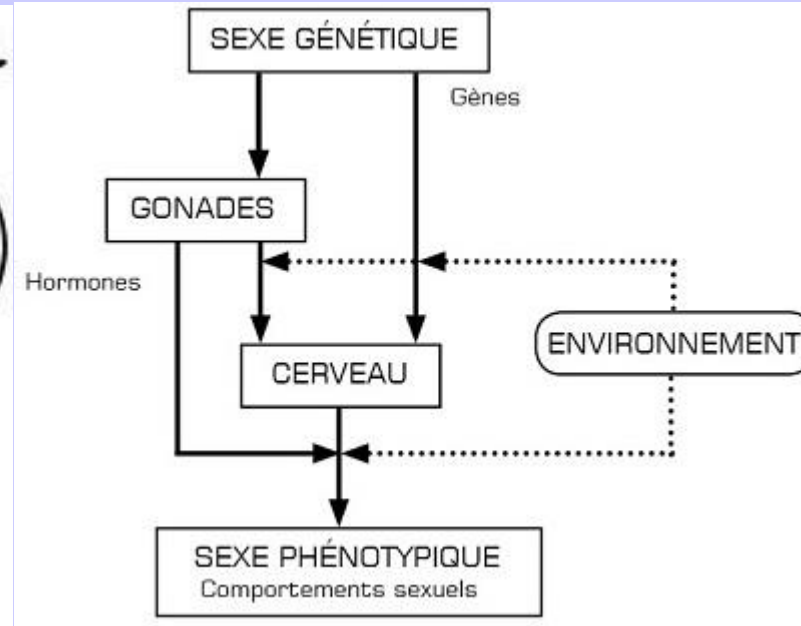 SEXE GÉNÉTIQUE
Gènes
GONADES
Hormones
ENVIRONNEMENT
CERVEAU
SEXE PHÉNOTYPIQUE
Comportements sexuels